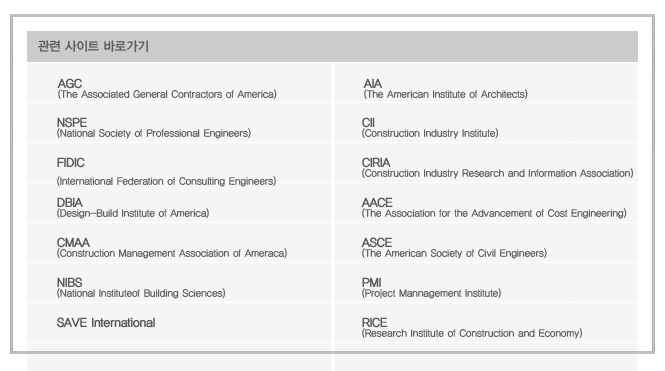 관련 사이트 바로가기
AGC
(The Associated General Contractors of America)
AIA
(The American Institute of Architects)
NSPE
(National Society of Professional Engineers)
CII
(Construction Industry Institute)
FIDIC
(International Federation of Consulting Engineers)
CIRIA
(Construction Industry Research and Information Association)
DBIA
(Design-Build Institute of America)
AACE
(The Association for the Advancement of Cost Engineering)
CMAA
(Construction Management Association of Ameraca)
ASCE
(The American Society of Civil Engineers)
NIBS
(National Instituteof Building Sciences)
PMI
(Project Mannagement Institute)
SAVE International
RICE
(Research Institute of Construction and Economy)